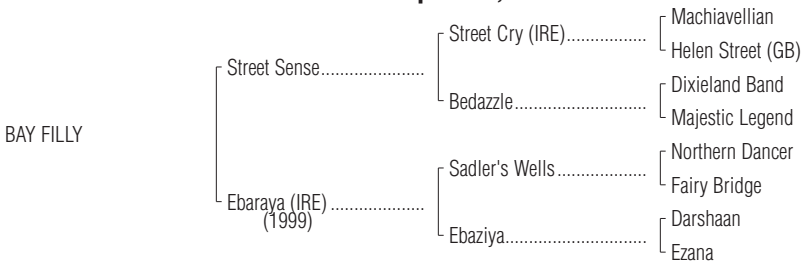 Machiavellian
Street Cry (IRE)
Helen Street (GB)
Street Sense
Dixieland Band
Bedazzle
Majestic Legend
BAY FILLY
Northern Dancer
Sadler's Wells
Fairy Bridge
Ebaraya (IRE)
(1999)
Darshaan
Ebaziya
Ezana